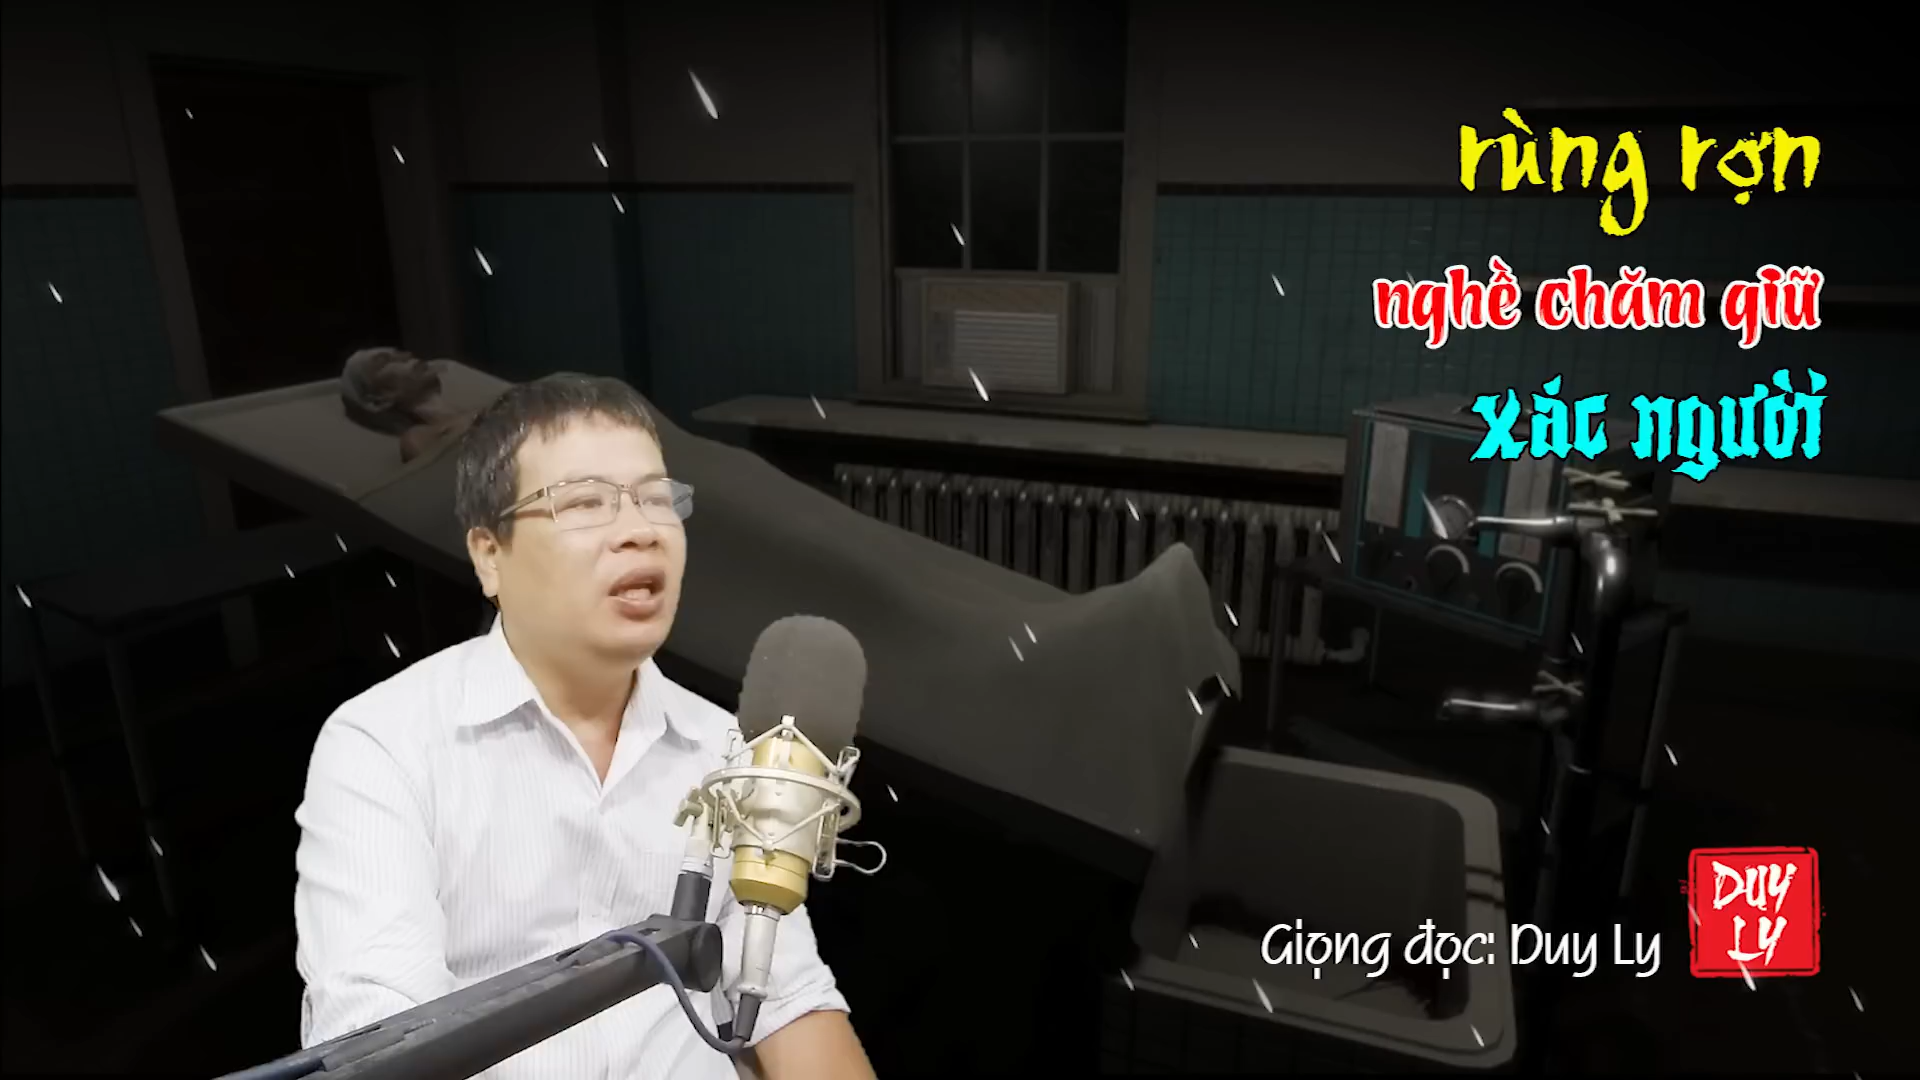 rùng rợn
nghề chăm giữ
xác người
Giọng đọc: Duy Ly
DUY
LY